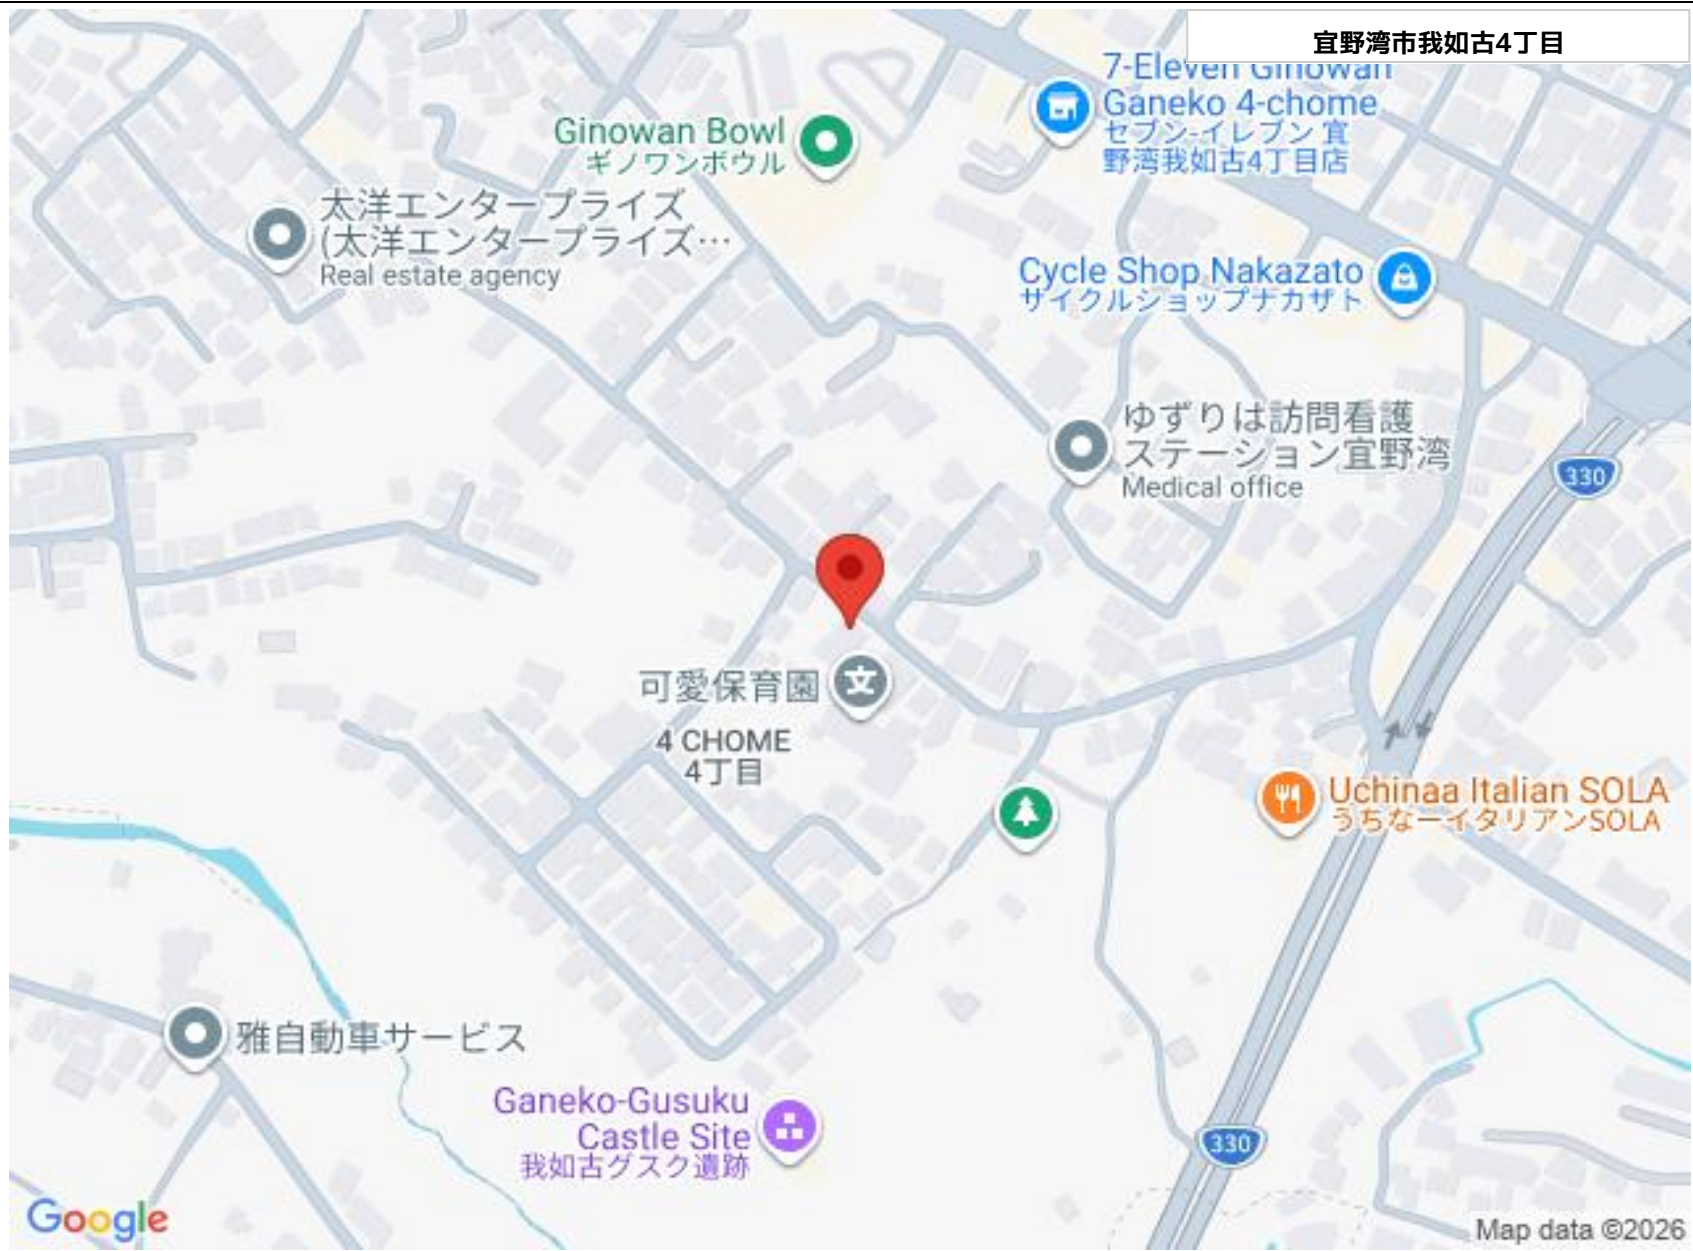 宜野湾市我如古4丁目
7-Eleven Ginowan
Ganeko 4-chome
セブン-イレブン 宜
野湾我如古4丁目店
Ginowan Bowl
ギノワンボウル
太洋エンタープライズ
(太洋エンタープライズ…
Real estate agency
Cycle Shop Nakazato
サイクルショップナカザト
ゆずりは訪問看護
ステーション宜野湾
Medical office
330
可愛保育園
文
4 CHOME
4丁目
Uchinaa Italian SOLA
うちなーイタリアンSOLA
雅自動車サービス
Ganeko-Gusuku
Castle Site
我如古グスク遺跡
330
Google
Map data ©2026